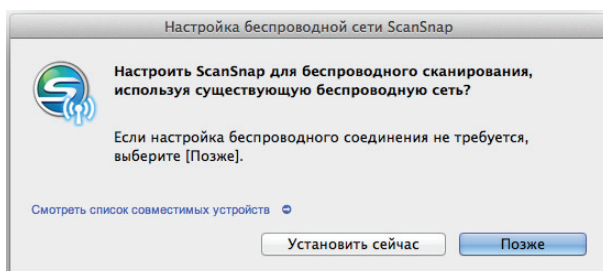 Настройка беспроводной сети ScanSnap
Настроить ScanSnap для беспроводного сканирования,
используя существующую беспроводную сеть?
Если настройка беспроводного соединения не требуется,
выберите [Позже].
Смотреть список совместимых устройств
Установить сейчас
Позже